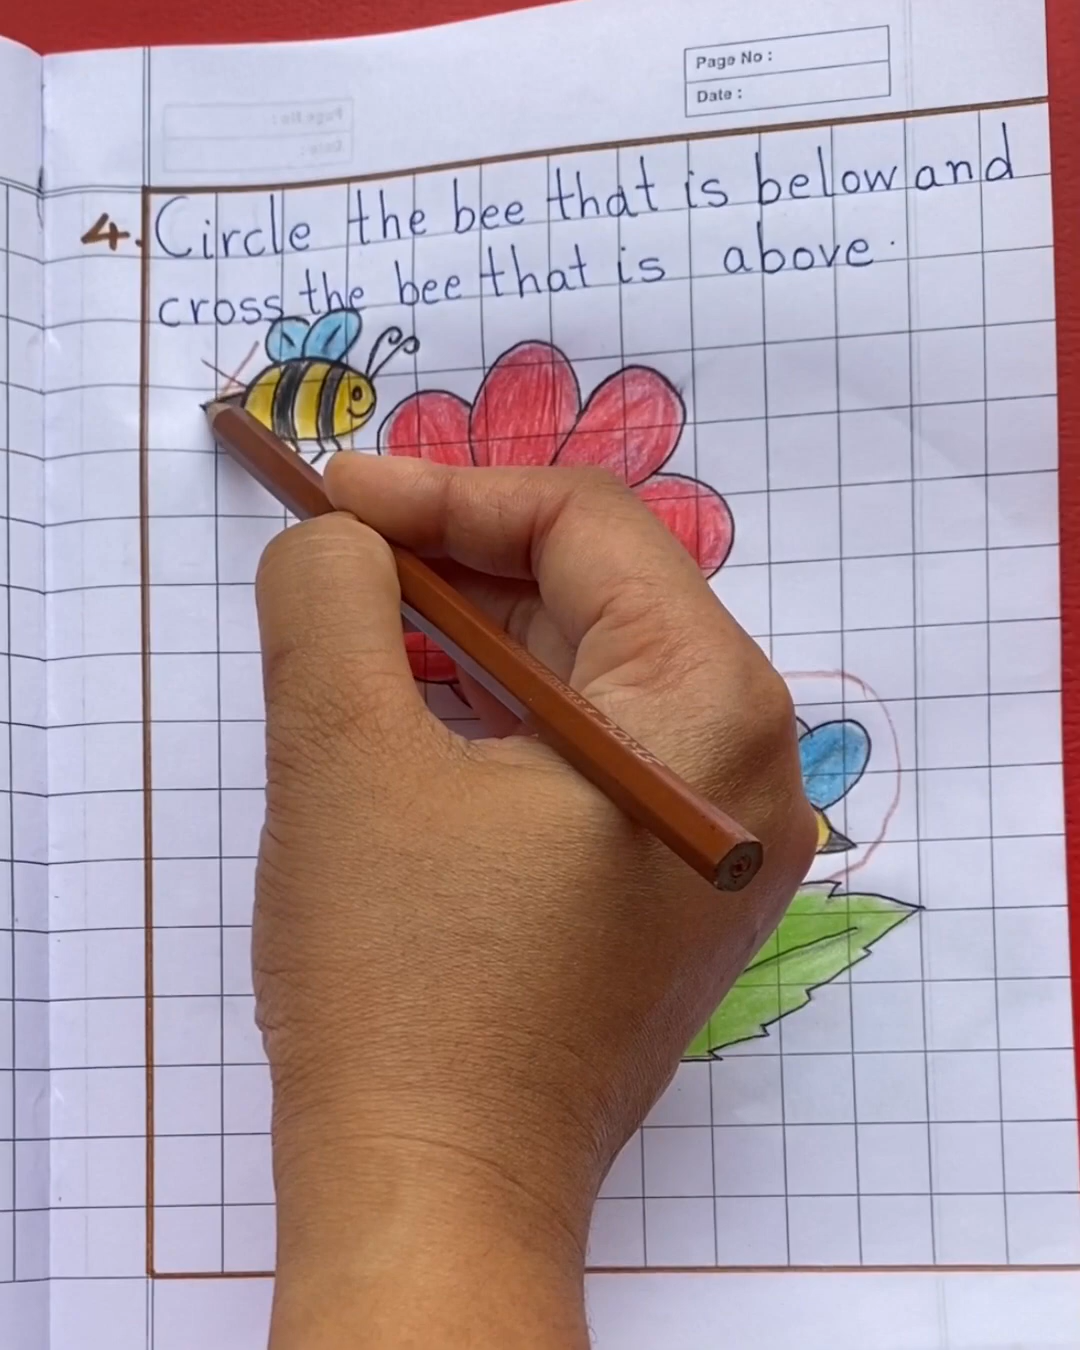 Page No :
Date :
4. Circle the bee that is below and
cross the bee that is above.